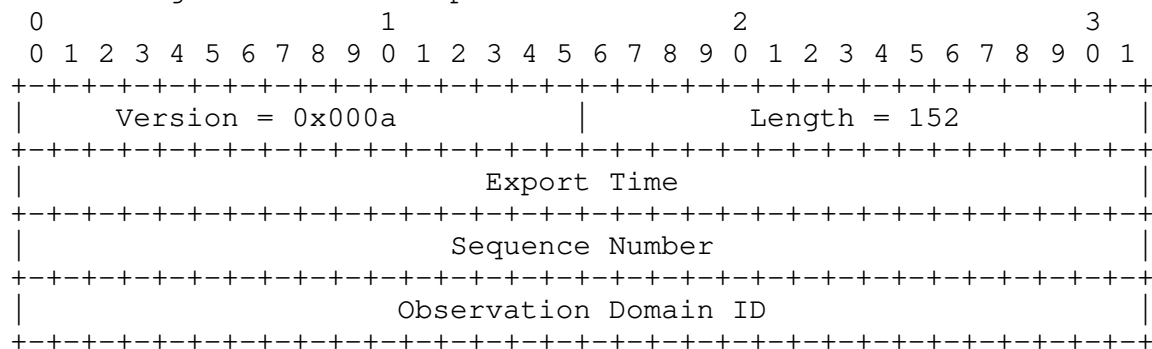 0                   1                   2                   3
0 1 2 3 4 5 6 7 8 9 0 1 2 3 4 5 6 7 8 9 0 1 2 3 4 5 6 7 8 9 0 1
+-+-+-+-+-+-+-+-+-+-+-+-+-+-+-+-+-+-+-+-+-+-+-+-+-+-+-+-+-+-+-+-+
|     Version = 0x000a          |         Length = 152          |
+-+-+-+-+-+-+-+-+-+-+-+-+-+-+-+-+-+-+-+-+-+-+-+-+-+-+-+-+-+-+-+-+
|                          Export Time                          |
+-+-+-+-+-+-+-+-+-+-+-+-+-+-+-+-+-+-+-+-+-+-+-+-+-+-+-+-+-+-+-+-+
|                        Sequence Number                        |
+-+-+-+-+-+-+-+-+-+-+-+-+-+-+-+-+-+-+-+-+-+-+-+-+-+-+-+-+-+-+-+-+
|                     Observation Domain ID                     |
+-+-+-+-+-+-+-+-+-+-+-+-+-+-+-+-+-+-+-+-+-+-+-+-+-+-+-+-+-+-+-+-+